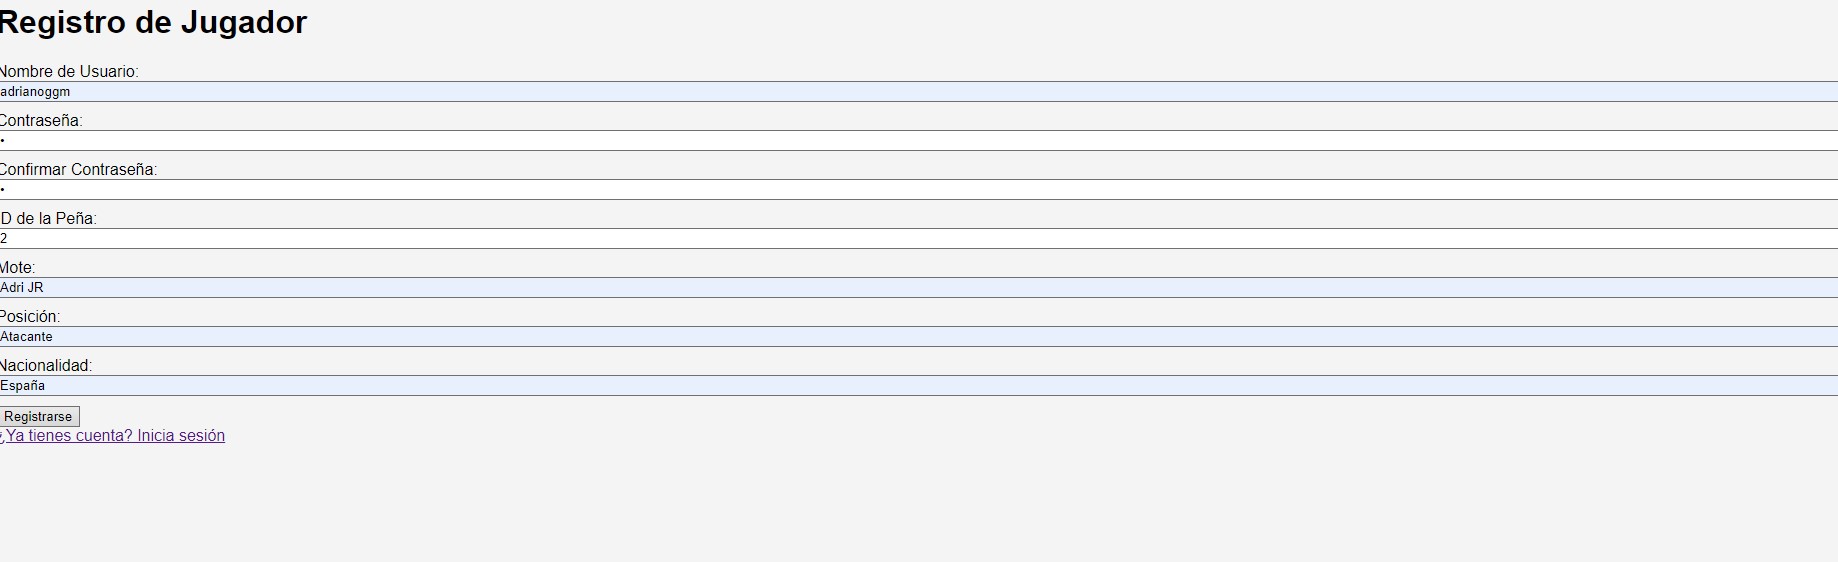 Registro de Jugador
Nombre de Usuario:
adrianoggm
Contraseña:
•
Confirmar Contraseña:
•
ID de la Peña:
2
Mote:
Adri JR
Posición:
Atacante
Nacionalidad:
España
Registrarse
¿Ya tienes cuenta? Inicia sesión